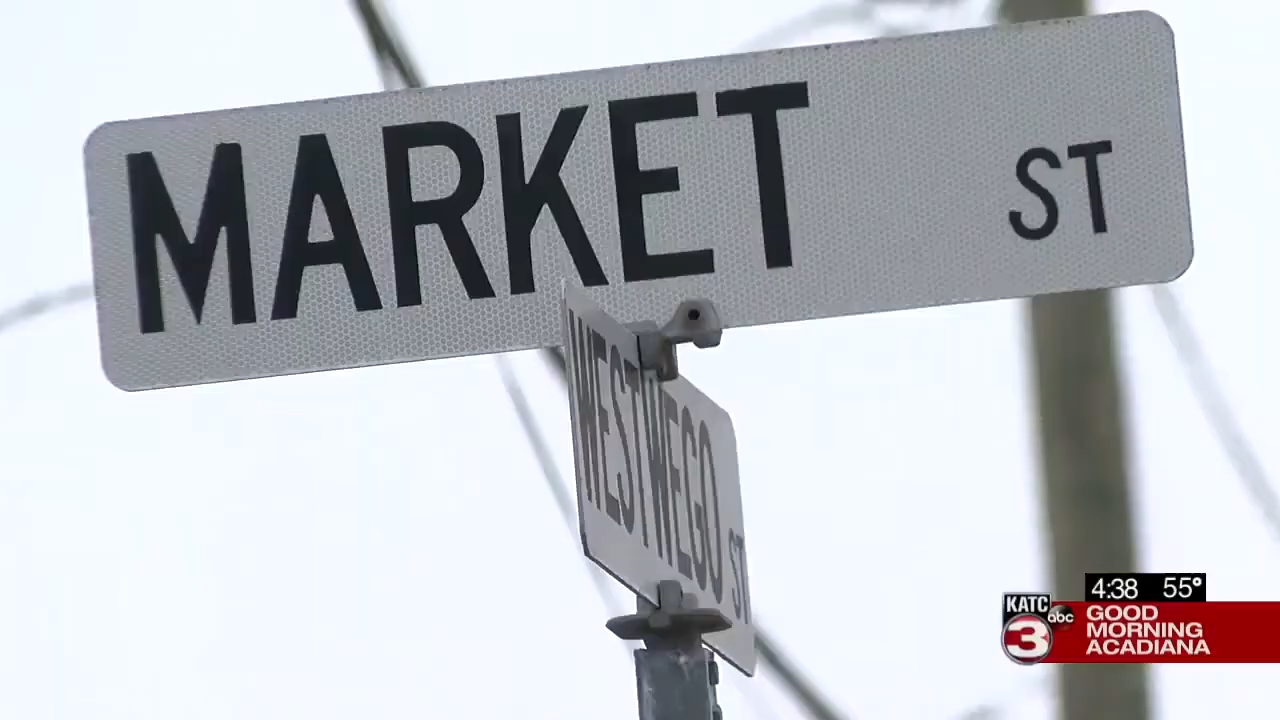 MARKET ST
WESTWEGO ST
4:38 55°
KATC
3
abc
GOOD
MORNING
ACADIANA